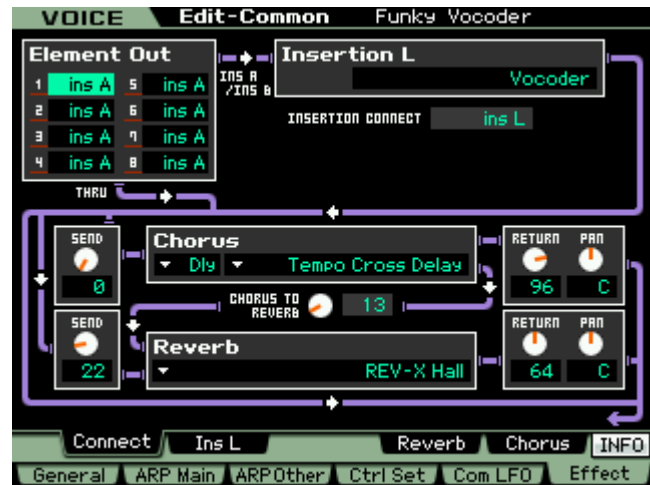 VOICE Edit-Common Funky Vocoder
Element Out
1 ins A 5 ins A
2 ins A 6 ins A
3 ins A 7 ins A
4 ins A 8 ins A
INS A
/INS B
Insertion L
Vocoder
INSERTION CONNECT ins L
THRU
SEND
0
Chorus
Dly Tempo Cross Delay
RETURN PAN
96 C
CHORUS TO
REVERB 13
SEND
22
Reverb
REV-X Hall
RETURN PAN
64 C
Connect Ins L Reverb Chorus INFO
General ARP Main ARP Other Ctrl Set Com LFO Effect